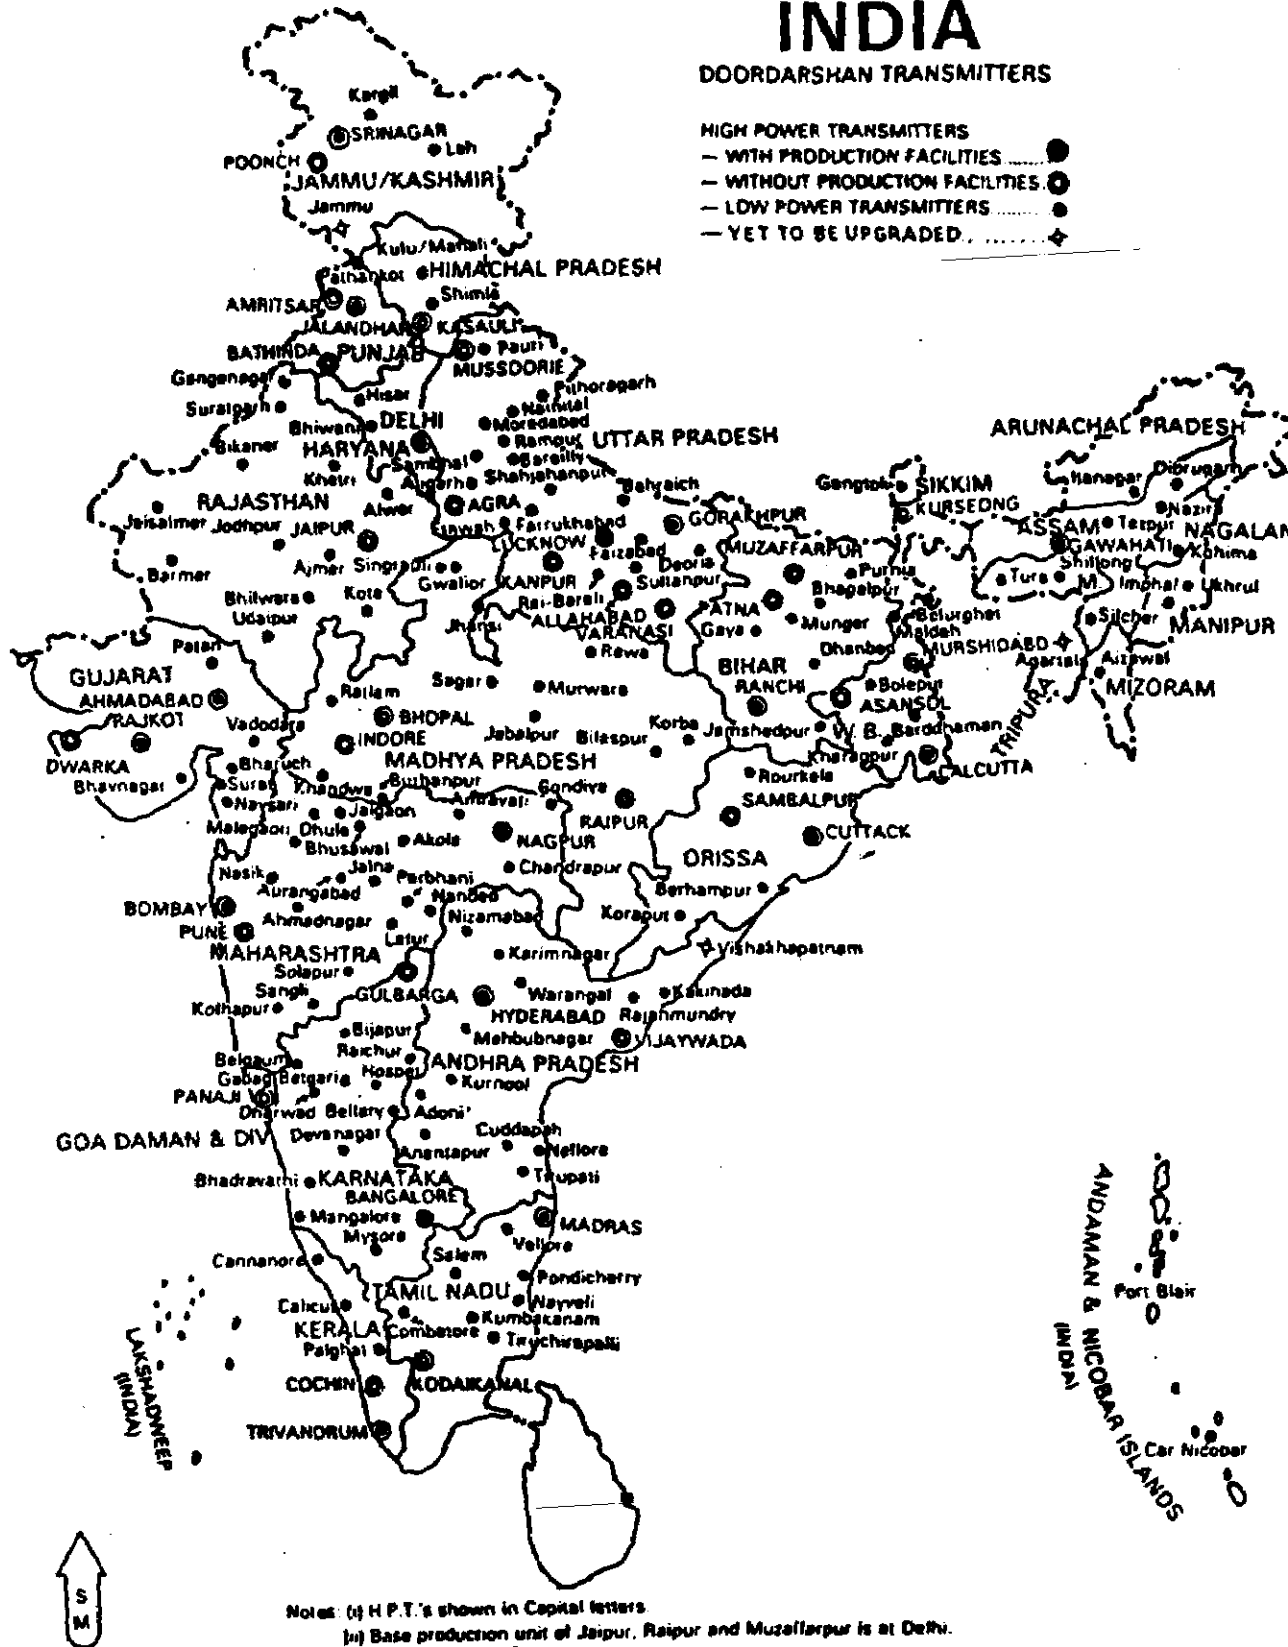 INDIA
DOORDARSHAN TRANSMITTERS
HIGH POWER TRANSMITTERS
— WITH PRODUCTION FACILITIES
— WITHOUT PRODUCTION FACILITIES
— LOW POWER TRANSMITTERS
— YET TO BE UPGRADED
Kargil
SRINAGAR
Leh
POONCH
JAMMU/KASHMIR
Jammu
Kulu/Manali
Pathankot
HIMACHAL PRADESH
Shimla
AMRITSAR
JALANDHAR
KASAULI
BATHINDA
PUNJAB
Pauri
MUSSOORIE
Ganganagar
Hisar
Pithoragarh
Suratgarh
Nainital
Bhiwani
DELHI
Moradabad
Bikaner
HARYANA
Rampur
UTTAR PRADESH
ARUNACHAL PRADESH
Sambhal
Bareilly
Khetri
Aligarh
Shahjahanpur
Bahraich
Gangtok
SIKKIM
Itanagar
Dibrugarh
RAJASTHAN
Alwar
AGRA
GORAKHPUR
KURSEONG
Nazir
Jaisalmer
Jodhpur
JAIPUR
Farrukhabad
ASSAM
Tezpur
NAGALAN
LUCKNOW
Faizabad
MUZAFFARPUR
GAWAHATI
Kohima
Barmer
Ajmer
Singrauli
Gwalior
KANPUR
Deoria
Sultanpur
Purnia
Shillong
Tura
M.
Imphal
Ukhrul
Bhilwara
Kota
Rai-Bareli
Bhagalpur
Udaipur
Jhansi
ALLAHABAD
PATNA
Munger
Belurghat
Silcher
MANIPUR
VARANASI
Gaya
Maldah
Patan
Rewa
Dhanbad
MURSHIDABD
Agartala
Aizawal
GUJARAT
BIHAR
AHMADABAD
Ratlam
Sagar
Murwara
RANCHI
Bolepur
MIZORAM
RAJKOT
Vadodara
BHOPAL
ASANSOL
TRIPURA
INDORE
Jabalpur
Bilaspur
Korba
Jamshedpur
W. B.
Barddhaman
DWARKA
Bharuch
MADHYA PRADESH
Kharagpur
CALCUTTA
Bhavnagar
Surat
Khandwa
Burhanpur
Gondiya
Rourkela
Navsari
Jalgaon
Amravati
SAMBALPUR
Malegaon
Dhule
RAIPUR
Bhusawal
Akola
NAGPUR
CUTTACK
Nasik
Jalna
Parbhani
Chandrapur
ORISSA
Aurangabad
Nanded
Berhampur
BOMBAY
Ahmadnagar
Nizamabad
Koraput
PUNE
Latur
MAHARASHTRA
Karimnagar
Vishakhapatnam
Solapur
Sangli
GULBARGA
Warangal
Kakinada
Kolhapur
HYDERABAD
Rajahmundry
Bijapur
Mehbubnagar
VIJAYWADA
Belgaum
Raichur
ANDHRA PRADESH
Gadag
Betgaria
Hospet
Kurnool
PANAJI
Dharwad
Bellary
Adoni
GOA DAMAN & DIV
Devanagar
Cuddapah
Anantapur
Nellore
Bhadravathi
KARNATAKA
Tirupati
BANGALORE
Mangalore
MADRAS
Mysore
Vellore
Cannanore
Salem
Pondicherry
TAMIL NADU
Calicut
Nayveli
KERALA
Combatore
Kumbakanam
Palghat
Tiruchirapalli
COCHIN
KODAIKANAL
TRIVANDRUM
LAKSHADWEEP
(INDIA)
ANDAMAN & NICOBAR ISLANDS
(INDIA)
Port Blair
Car Nicobar
S
M
Notes: (i) H.P.T.'s shown in Capital letters.
(ii) Base production unit of Jaipur, Raipur and Muzaffarpur is at Delhi.